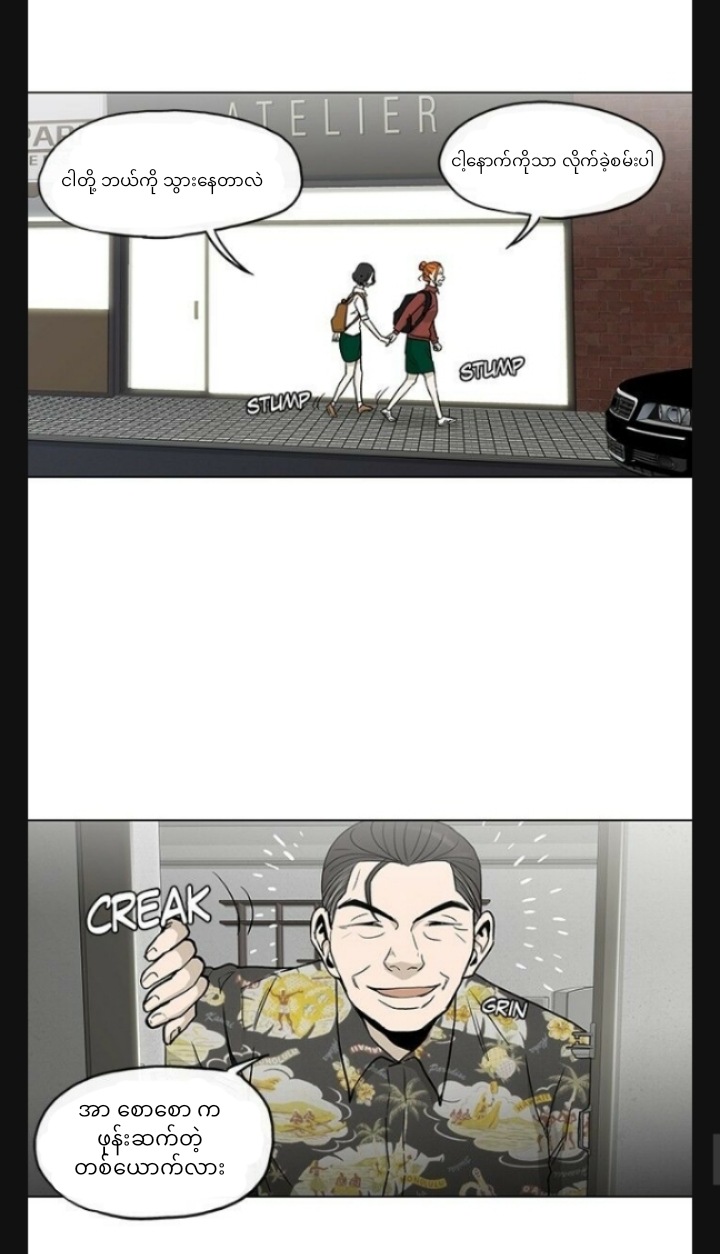 ATELIER
PAR
ငါတို့ ဘယ်ကို သွားနေတာလဲ
ငါ့နောက်ကိုသာ လိုက်ခဲ့စမ်းပါ
STUMP
STUMP
CREAK
GRIN
အာ စောစော က
ဖုန်းဆက်တဲ့
တစ်ယောက်လား